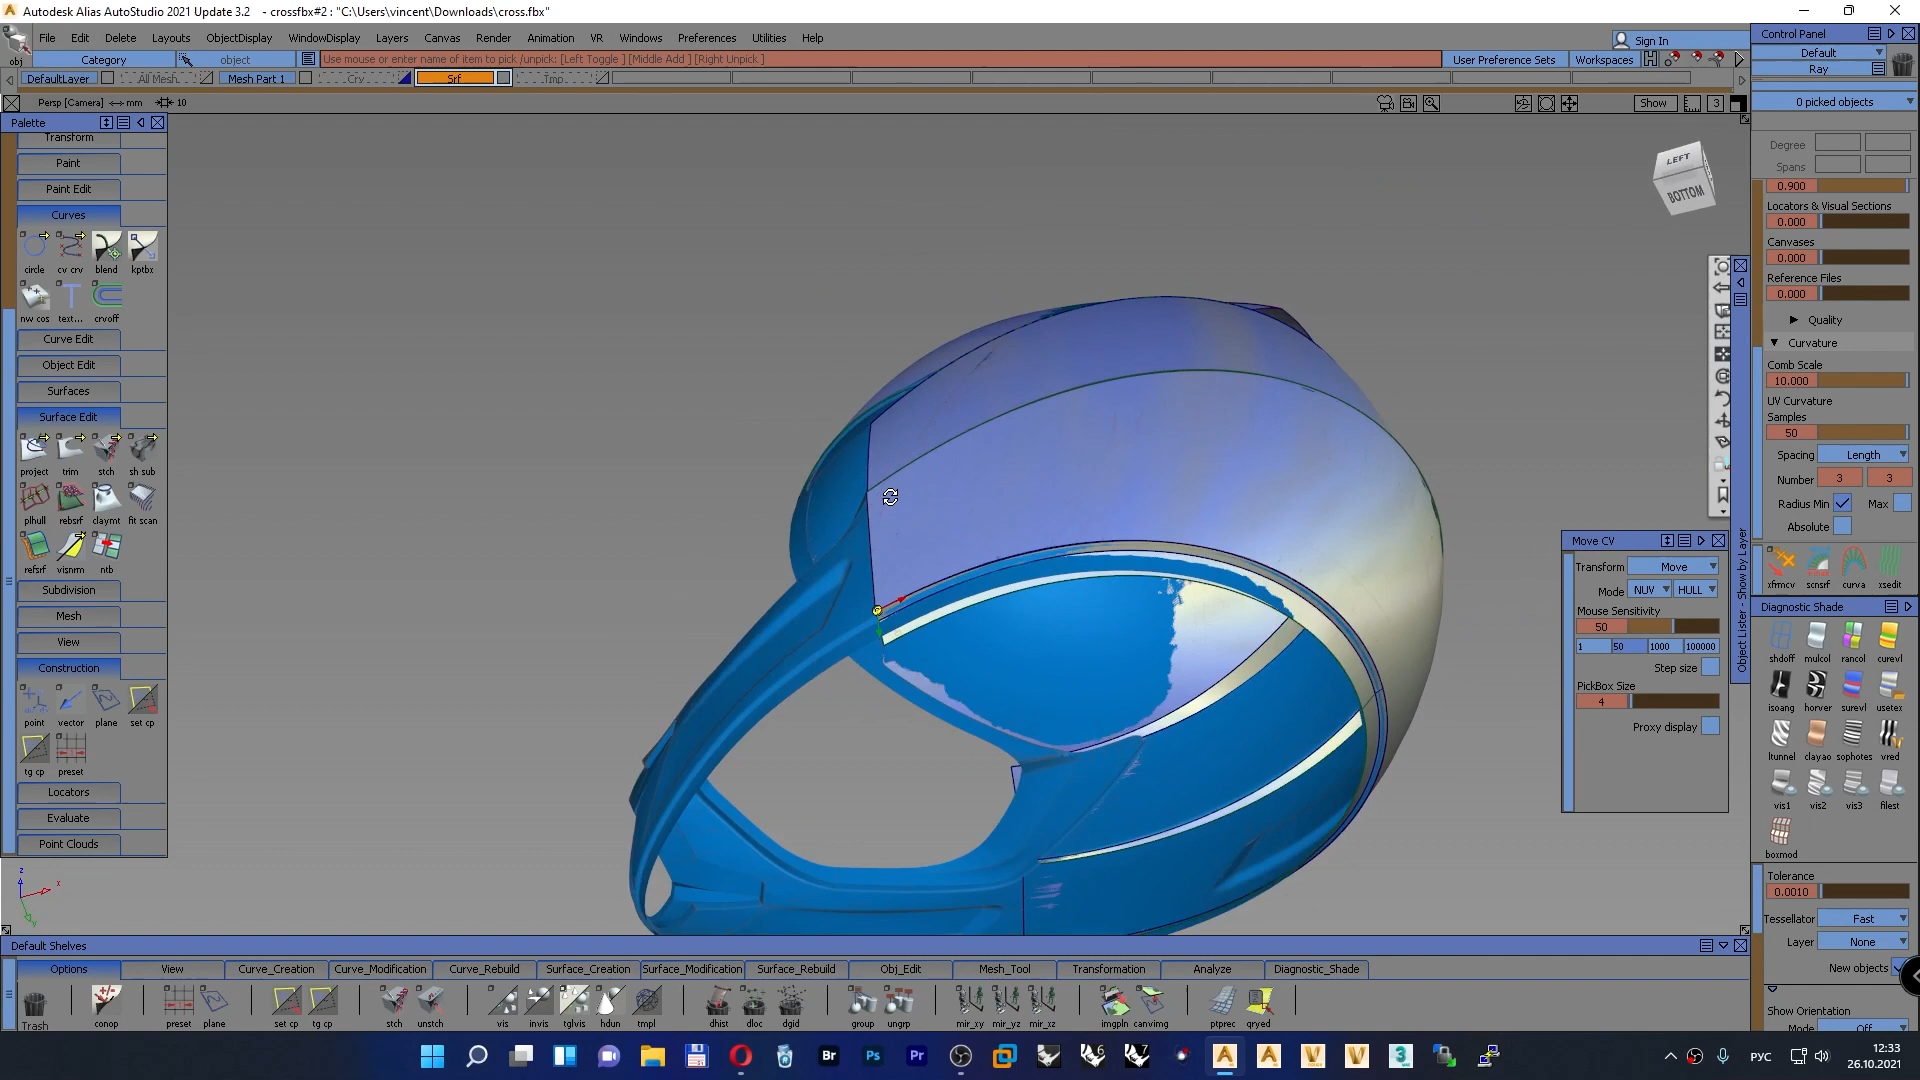 Autodesk Alias AutoStudio 2021 Update 3.2 - crossfbx#2 : "C:\Users\vincent\Downloads\cross.fbx"
File Edit Delete Layouts ObjectDisplay WindowDisplay Layers Canvas Render Animation VR Windows Preferences Utilities Help
Sign In
obj
Category object Use mouse or enter name of item to pick /unpick: [Left Toggle ] [Middle Add ] [Right Unpick ] User Preference Sets Workspaces
DefaultLayer All Mesh Mesh Part 1 Crv Srf Tmp
Persp [Camera] mm 10 Show 3
Palette
Transform
Paint
Paint Edit
Curves
circle cv crv blend kptbx
nw cos text... crvoff
Curve Edit
Object Edit
Surfaces
Surface Edit
project trim stch sh sub
plhull rebsrf claymt fit scan
refsrf visnrm ntb
Subdivision
Mesh
View
Construction
point vector plane set cp
tg cp preset
Locators
Evaluate
Point Clouds
LEFT
BOTTOM
z
x
y
Move CV
Transform Move
Mode NUV HULL
Mouse Sensitivity
50
1 50 1000 100000
Step size
PickBox Size
4
Proxy display
Object Lister - Show by Layer
Control Panel
Default
Ray
0 picked objects
Degree
Spans
0.900
Locators & Visual Sections
0.000
Canvases
0.000
Reference Files
0.000
Quality
Curvature
Comb Scale
10.000
UV Curvature
Samples
50
Spacing Length
Number 3 3
Radius Min Max
Absolute
xfrmcv scnsrf curva xsedit
Diagnostic Shade
shdoff mulcol rancol curevl
isoang horver surevl usetex
ltunnel clayao sophotes vred
vis1 vis2 vis3 filest
boxmod
Tolerance
0.0010
Tessellator Fast
Layer None
New objects
Show Orientation
Mode Off
Default Shelves
Options View Curve_Creation Curve_Modification Curve_Rebuild Surface_Creation Surface_Modification Surface_Rebuild Obj_Edit Mesh_Tool Transformation Analyze Diagnostic_Shade
Trash conop preset plane set cp tg cp stch unstch vis invis tglvis hdun tmpl dhist dloc dgid group ungrp mir_xy mir_yz mir_xz imgpln canvimg ptprec qryed
Br Ps Pr 6 7 A A V V 3
РУС
12:33
26.10.2021